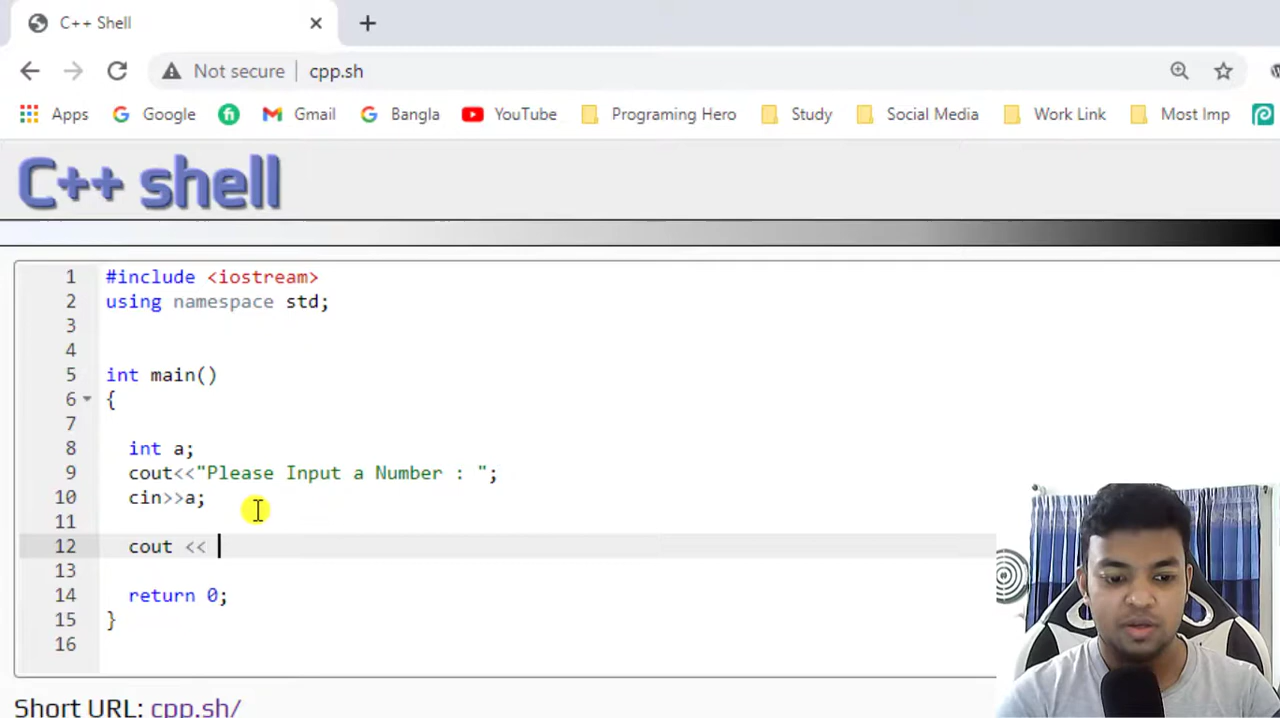 C++ Shell
Not secure cpp.sh
Apps Google Gmail Bangla YouTube Programing Hero Study Social Media Work Link Most Imp
C++ shell
1 #include <iostream>
2 using namespace std;
3
4
5 int main()
6 {
7
8 int a;
9 cout<<"Please Input a Number : ";
10 cin>>a;
11
12 cout <<
13
14 return 0;
15 }
16
Short URL: cpp.sh/